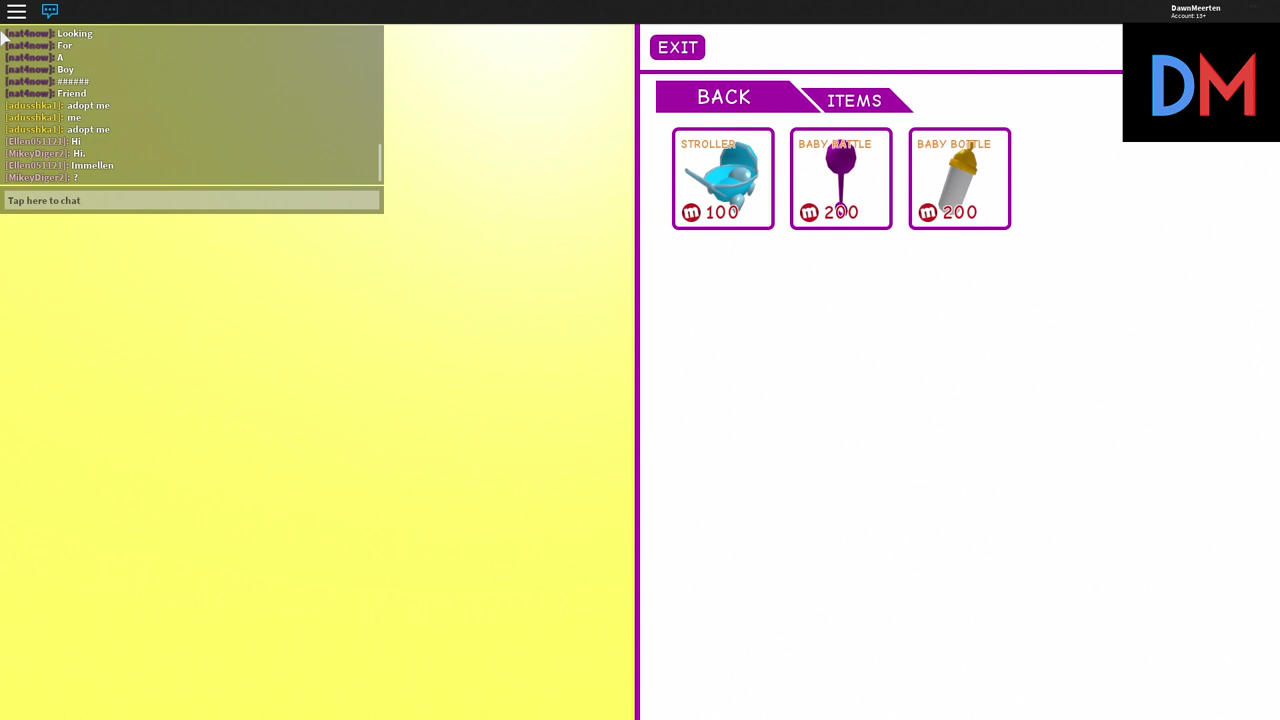 DawnMeerten
Account: 13+
[nat4now]: Looking
[nat4now]: For
[nat4now]: A
[nat4now]: Boy
[nat4now]: ######
[nat4now]: Friend
[adusshka1]: adopt me
[adusshka1]: me
[adusshka1]: adopt me
[Ellen051121]: Hi
[MikeyDiger2]: Hi.
[Ellen051121]: Immellen
[MikeyDiger2]: ?
Tap here to chat
EXIT
DM
BACK
ITEMS
STROLLER
m 100
BABY RATTLE
m 200
BABY BOTTLE
m 200